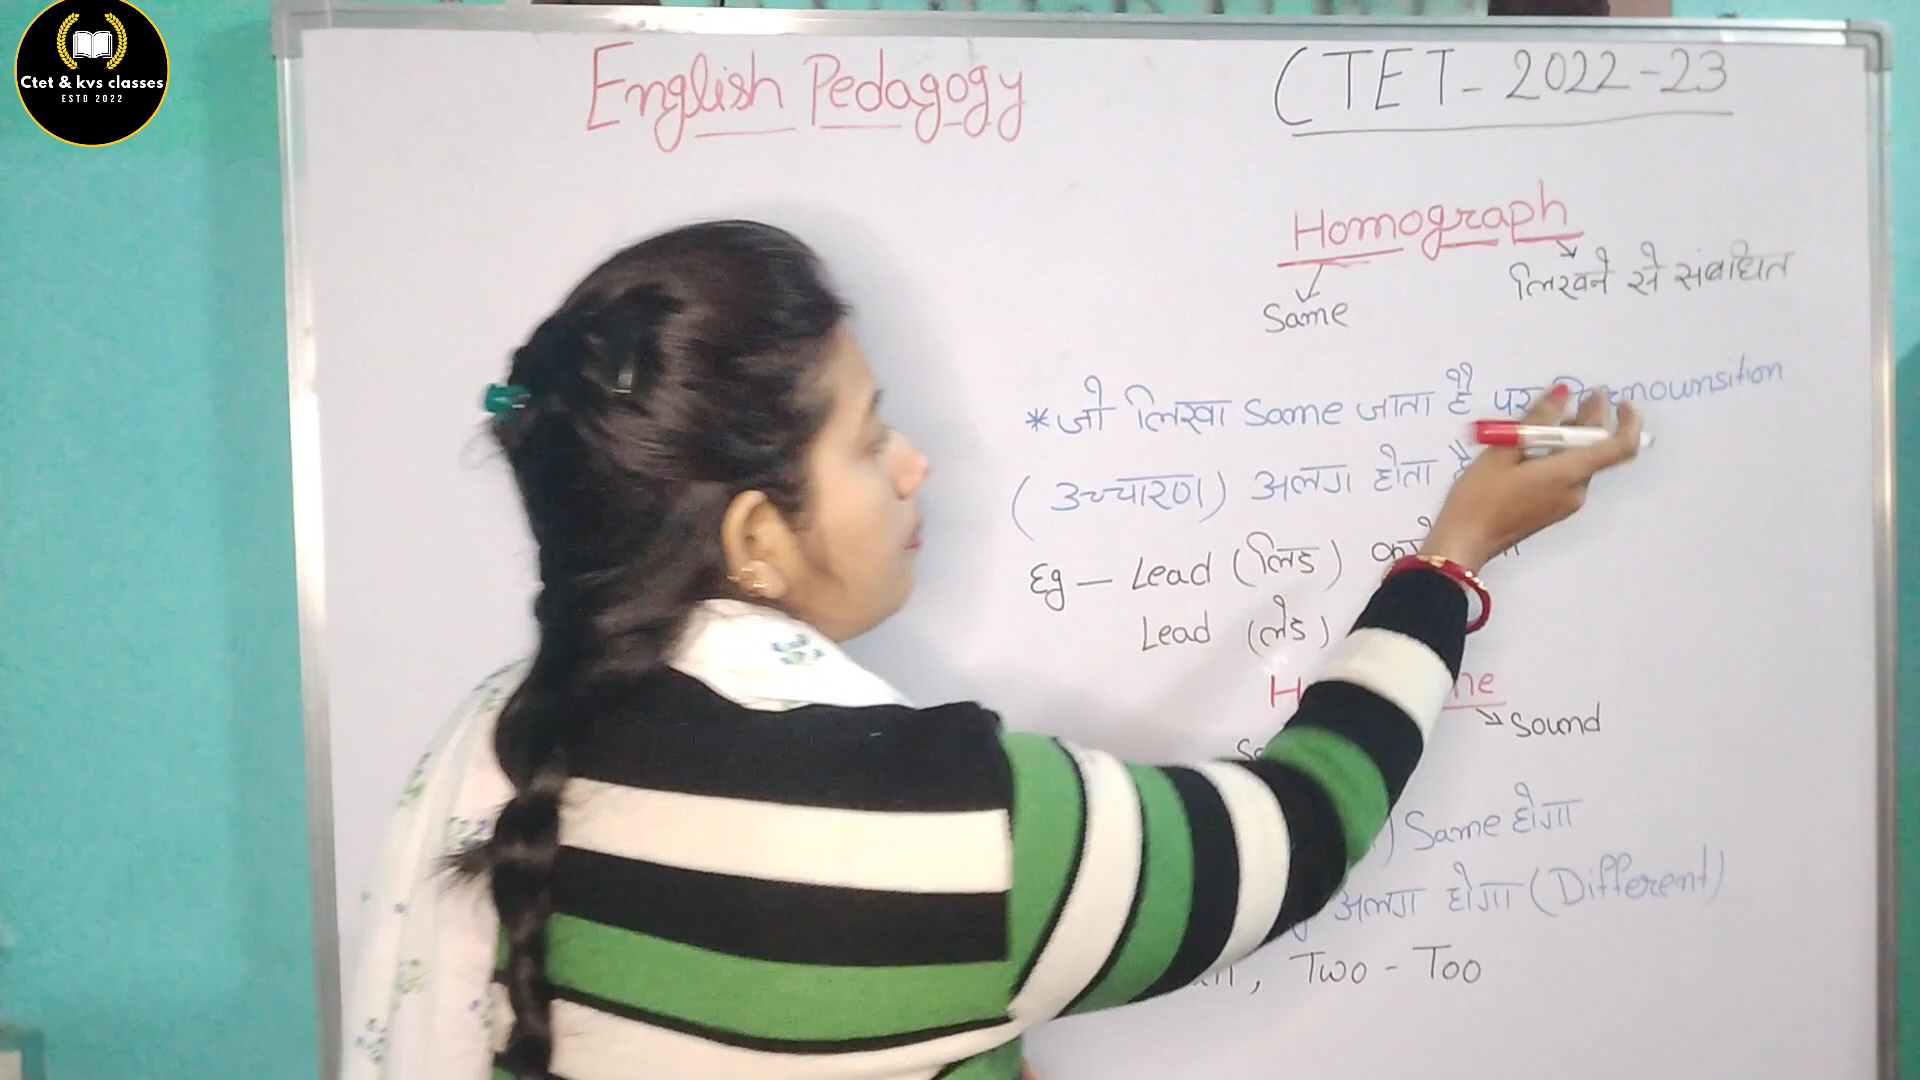 Ctet & kvs classes
ESTD 2022
English Pedagogy
CTET - 2022-23
Homograph
लिखने से संबधित
Same
*जो लिखा same जाता है पर
(उच्चारण) अलग होता है
Eg - Lead (लिड)
Lead (लेड)
Sound
Same होगा
अलग होगा (Different)
, Two - Too